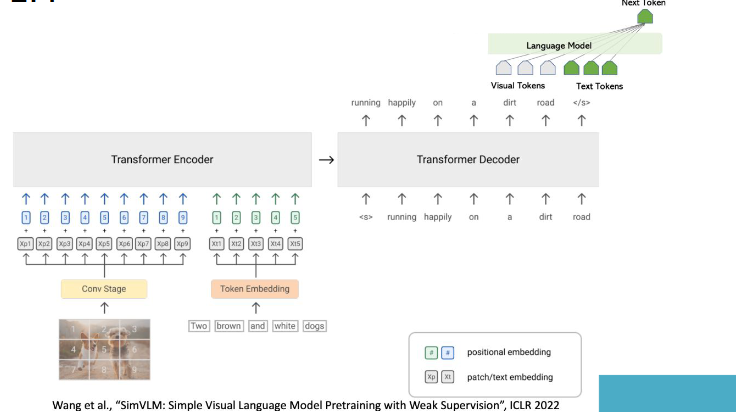 Next Token
Language Model
Visual Tokens
Text Tokens
running happily on a dirt road </s>
Transformer Encoder
Transformer Decoder
1 2 3 4 5 6 7 8 9
1 2 3 4 5
+ + + + + + + + +
+ + + + +
Xp1 Xp2 Xp3 Xp4 Xp5 Xp6 Xp7 Xp8 Xp9
Xt1 Xt2 Xt3 Xt4 Xt5
<s> running happily on a dirt road
Conv Stage
Token Embedding
1 2 3
4 5 6
7 8 9
Two brown and white dogs
# # positional embedding
Xp Xt patch/text embedding
Wang et al., “SimVLM: Simple Visual Language Model Pretraining with Weak Supervision”, ICLR 2022